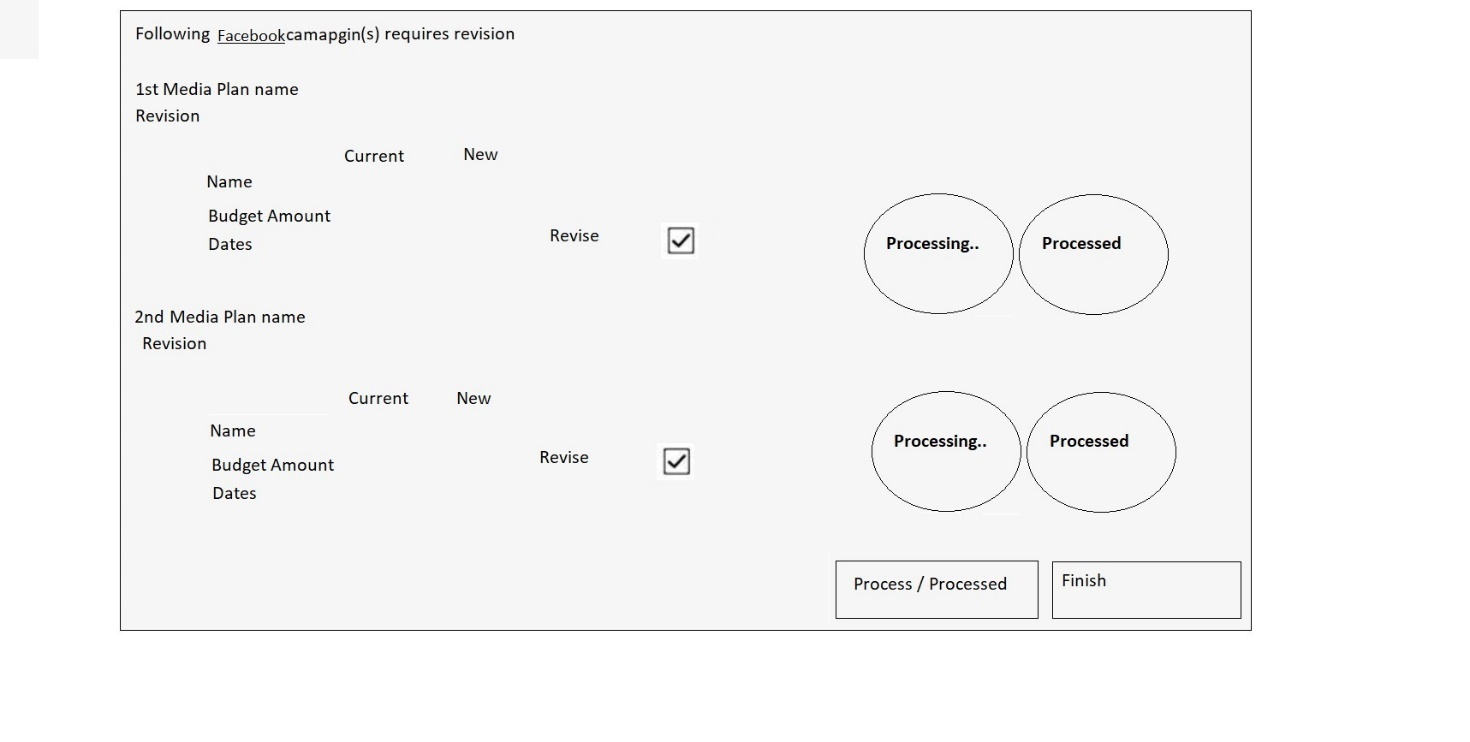 Following Facebookcamapgin(s) requires revision
1st Media Plan name
Revision
Current New
Name
Budget Amount
Dates
Revise
Processing.. Processed
2nd Media Plan name
Revision
Current New
Name
Budget Amount
Dates
Revise
Processing.. Processed
Process / Processed Finish